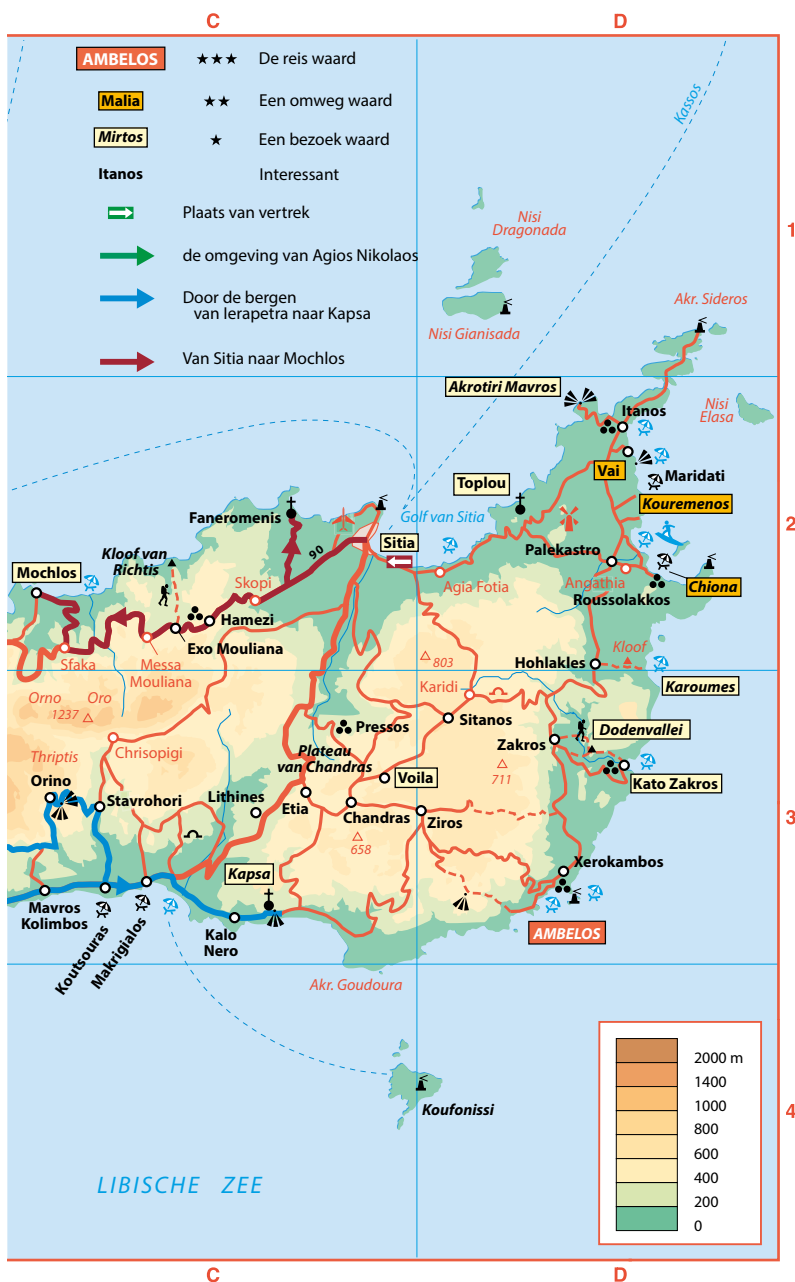 C
D
AMBELOS
★★★
De reis waard
Malia
★★
Een omweg waard
Mirtos
★
Een bezoek waard
Itanos
Interessant
Plaats van vertrek
de omgeving van Agios Nikolaos
Door de bergen
van Ierapetra naar Kapsa
Van Sitia naar Mochlos
Kassos
1
Nisi
Dragonada
Akr. Sideros
Nisi Gianisada
Akrotiri Mavros
Nisi
Elasa
Itanos
Vai
Maridati
Toplou
Kouremenos
Faneromenis
Golf van Sitia
2
90
Sitia
Palekastro
Kloof van
Richtis
Mochlos
Skopi
Agia Fotia
Angathia
Chiona
Roussolakkos
Hamezi
Exo Mouliana
Sfaka
Messa
Mouliana
803
Hohlakles
Kloof
Karidi
Karoumes
Orno Oro
1237
Sitanos
Pressos
Dodenvallei
Zakros
Chrisopigi
Plateau
van Chandras
Thriptis
711
Voila
Kato Zakros
Orino
Stavrohori
Lithines
Etia
Chandras
Ziros
3
658
Xerokambos
Kapsa
Mavros
Kolimbos
Koutsouras
Makrigialos
Kalo
Nero
AMBELOS
Akr. Goudoura
2000 m
1400
1000
800
600
400
200
0
4
Koufonissi
LIBISCHE ZEE
C
D